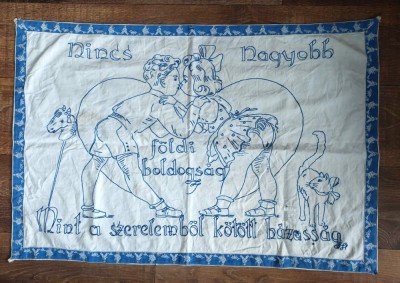 Nincs Nagyobb
földi
boldogság
Mint a szerelemből kötött házasság